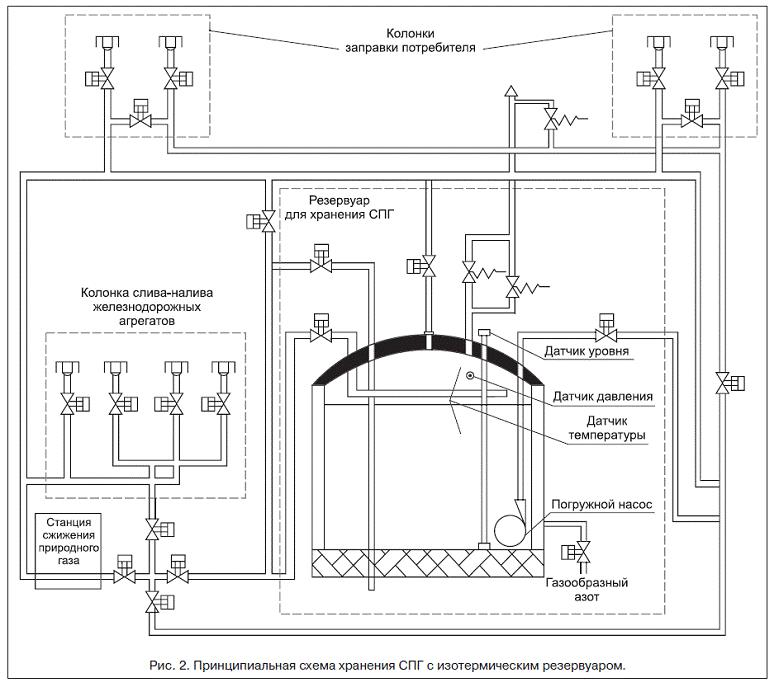 Колонки
заправки потребителя
Резервуар
для хранения СПГ
Колонка слива-налива
железнодорожных
агрегатов
Датчик уровня
Датчик давления
Датчик
температуры
Погружной насос
Станция
сжижения
природного
газа
Газообразный
азот
Рис. 2. Принципиальная схема хранения СПГ с изотермическим резервуаром.